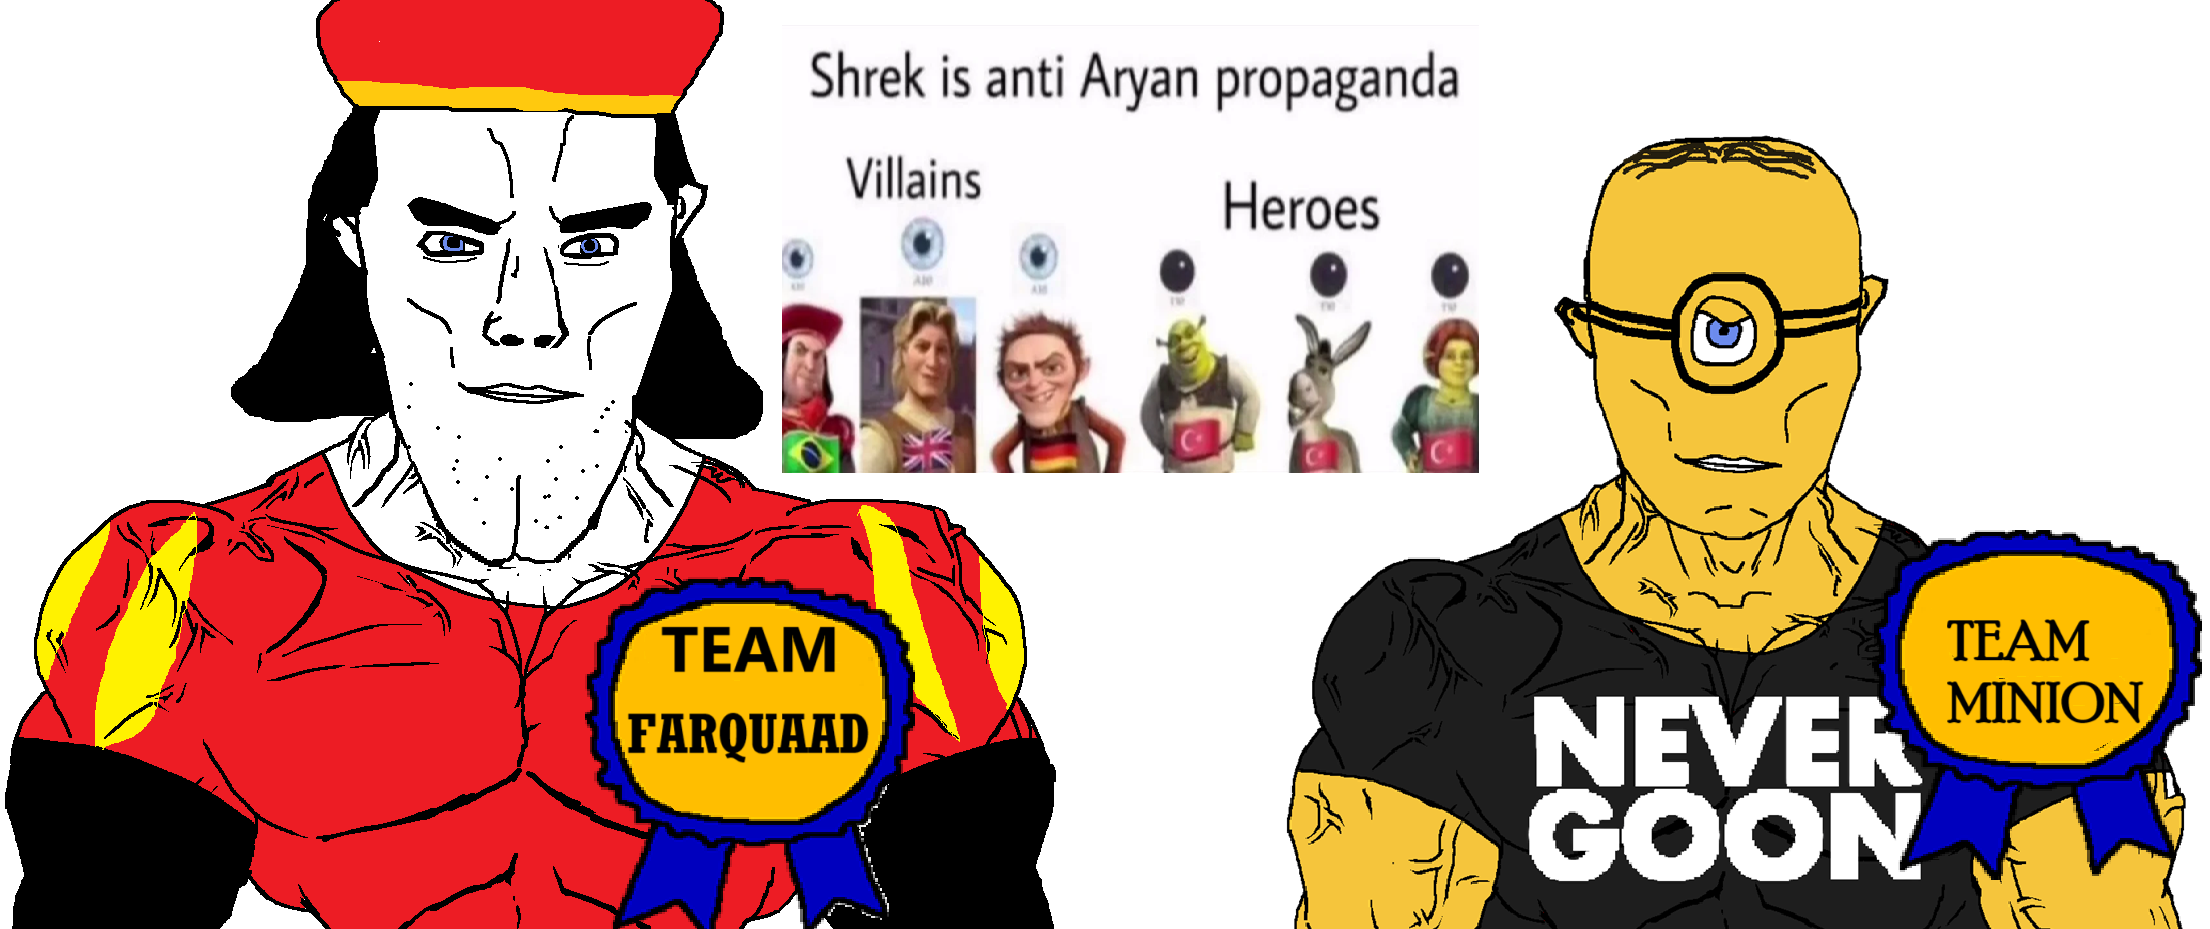 Shrek is anti Aryan propaganda
Villains
Heroes
TEAM
FARQUAAD
NEVER
GOON
TEAM
MINION